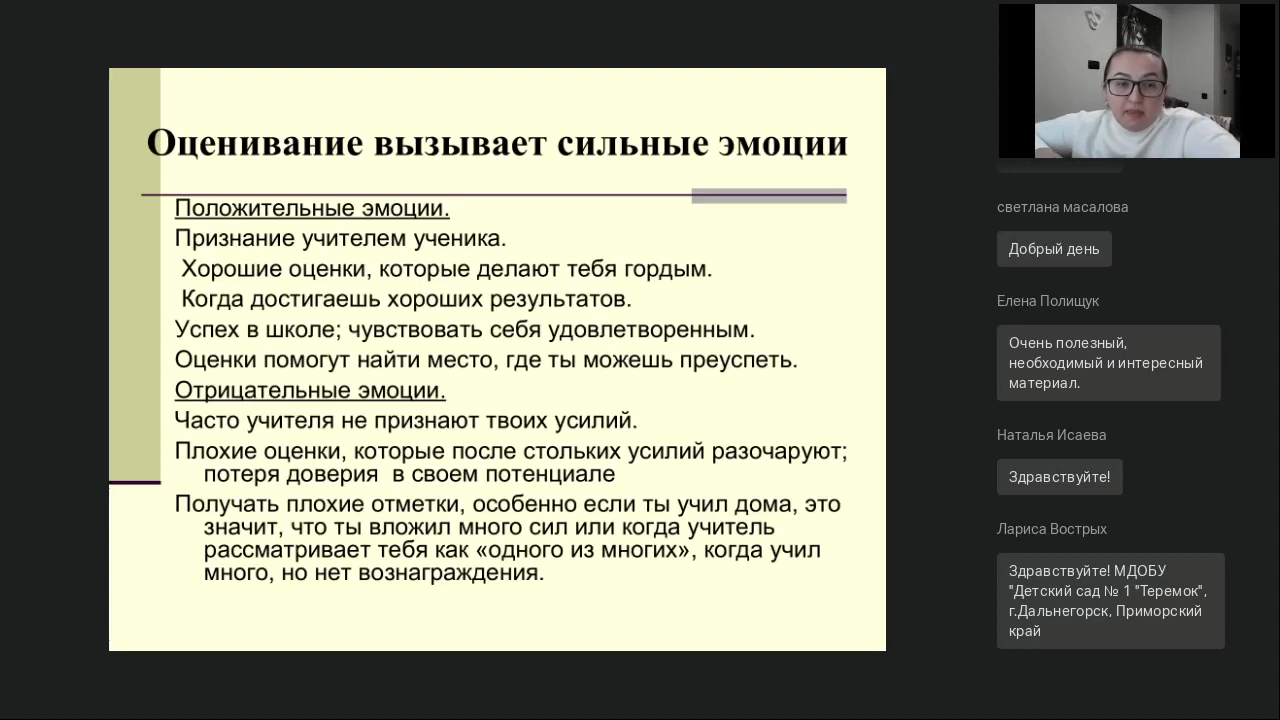 Оценивание вызывает сильные эмоции
Положительные эмоции.
Признание учителем ученика.
Хорошие оценки, которые делают тебя гордым.
Когда достигаешь хороших результатов.
Успех в школе; чувствовать себя удовлетворенным.
Оценки помогут найти место, где ты можешь преуспеть.
Отрицательные эмоции.
Часто учителя не признают твоих усилий.
Плохие оценки, которые после стольких усилий разочаруют;
потеря доверия  в своем потенциале
Получать плохие отметки, особенно если ты учил дома, это
значит, что ты вложил много сил или когда учитель
рассматривает тебя как «одного из многих», когда учил
много, но нет вознаграждения.
светлана масалова
Добрый день
Елена Полищук
Очень полезный,
необходимый и интересный
материал.
Наталья Исаева
Здравствуйте!
Лариса Вострых
Здравствуйте! МДОБУ
"Детский сад № 1 "Теремок",
г.Дальнегорск, Приморский
край